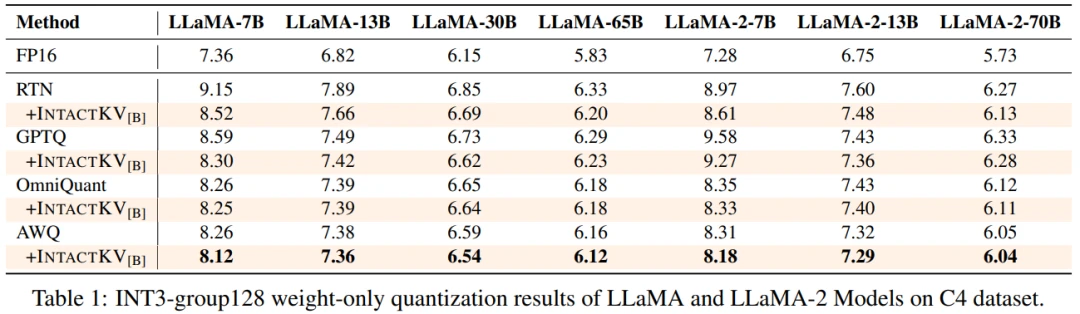 Method LLaMA-7B LLaMA-13B LLaMA-30B LLaMA-65B LLaMA-2-7B LLaMA-2-13B LLaMA-2-70B
FP16 7.36 6.82 6.15 5.83 7.28 6.75 5.73
RTN 9.15 7.89 6.85 6.33 8.97 7.60 6.27
+INTACTKV[B] 8.52 7.66 6.69 6.20 8.61 7.48 6.13
GPTQ 8.59 7.49 6.73 6.29 9.58 7.43 6.33
+INTACTKV[B] 8.30 7.42 6.62 6.23 9.27 7.36 6.28
OmniQuant 8.26 7.39 6.65 6.18 8.35 7.43 6.12
+INTACTKV[B] 8.25 7.39 6.64 6.18 8.33 7.40 6.11
AWQ 8.26 7.38 6.59 6.16 8.31 7.32 6.05
+INTACTKV[B] 8.12 7.36 6.54 6.12 8.18 7.29 6.04
Table 1: INT3-group128 weight-only quantization results of LLaMA and LLaMA-2 Models on C4 dataset.